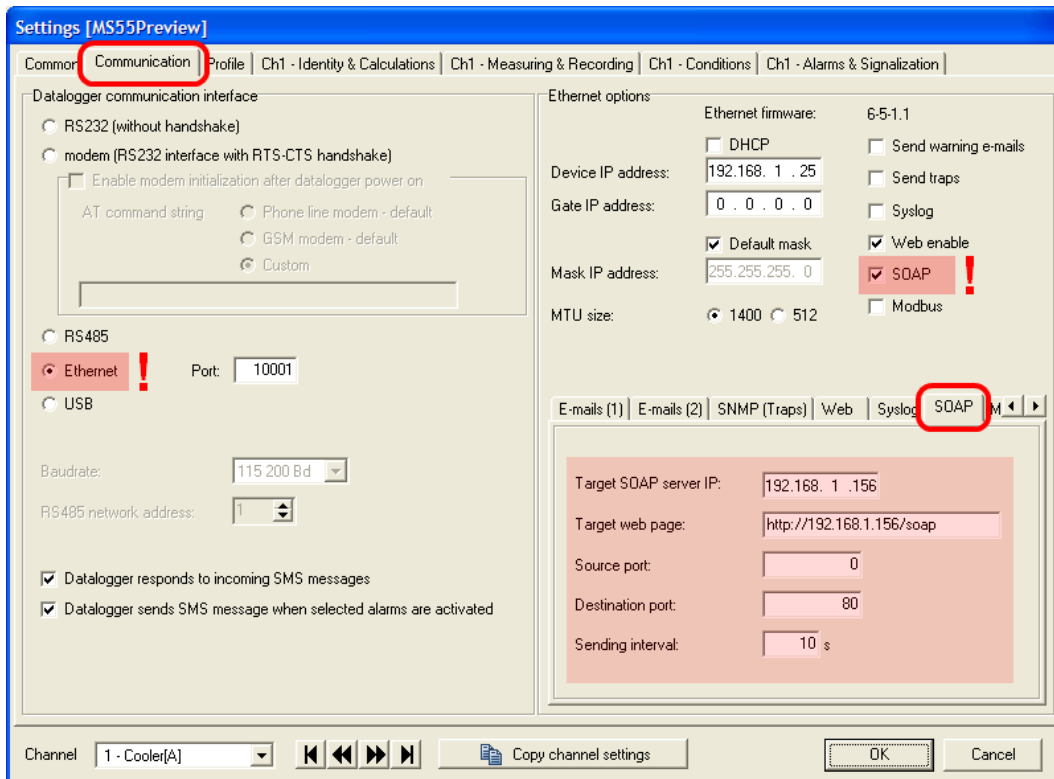 Settings [MS55Preview]
Common Communication Profile Ch1 - Identity & Calculations Ch1 - Measuring & Recording Ch1 - Conditions Ch1 - Alarms & Signalization
Datalogger communication interface
RS232 (without handshake)
modem (RS232 interface with RTS-CTS handshake)
Enable modem initialization after datalogger power on
AT command string
Phone line modem - default
GSM modem - default
Custom
RS485
Ethernet ! Port: 10001
USB
Baudrate: 115 200 Bd
RS485 network address: 1
Datalogger responds to incoming SMS messages
Datalogger sends SMS message when selected alarms are activated
Ethernet options
Ethernet firmware: 6-5-1.1
DHCP
Device IP address: 192.168. 1 .25
Gate IP address: 0 . 0 . 0 . 0
Default mask
Mask IP address: 255.255.255. 0
MTU size: 1400 512
Send warning e-mails
Send traps
Syslog
Web enable
SOAP !
Modbus
E-mails (1) E-mails (2) SNMP (Traps) Web Syslog SOAP M
Target SOAP server IP: 192.168. 1 .156
Target web page: http://192.168.1.156/soap
Source port: 0
Destination port: 80
Sending interval: 10 s
Channel 1 - Cooler[A] Copy channel settings OK Cancel